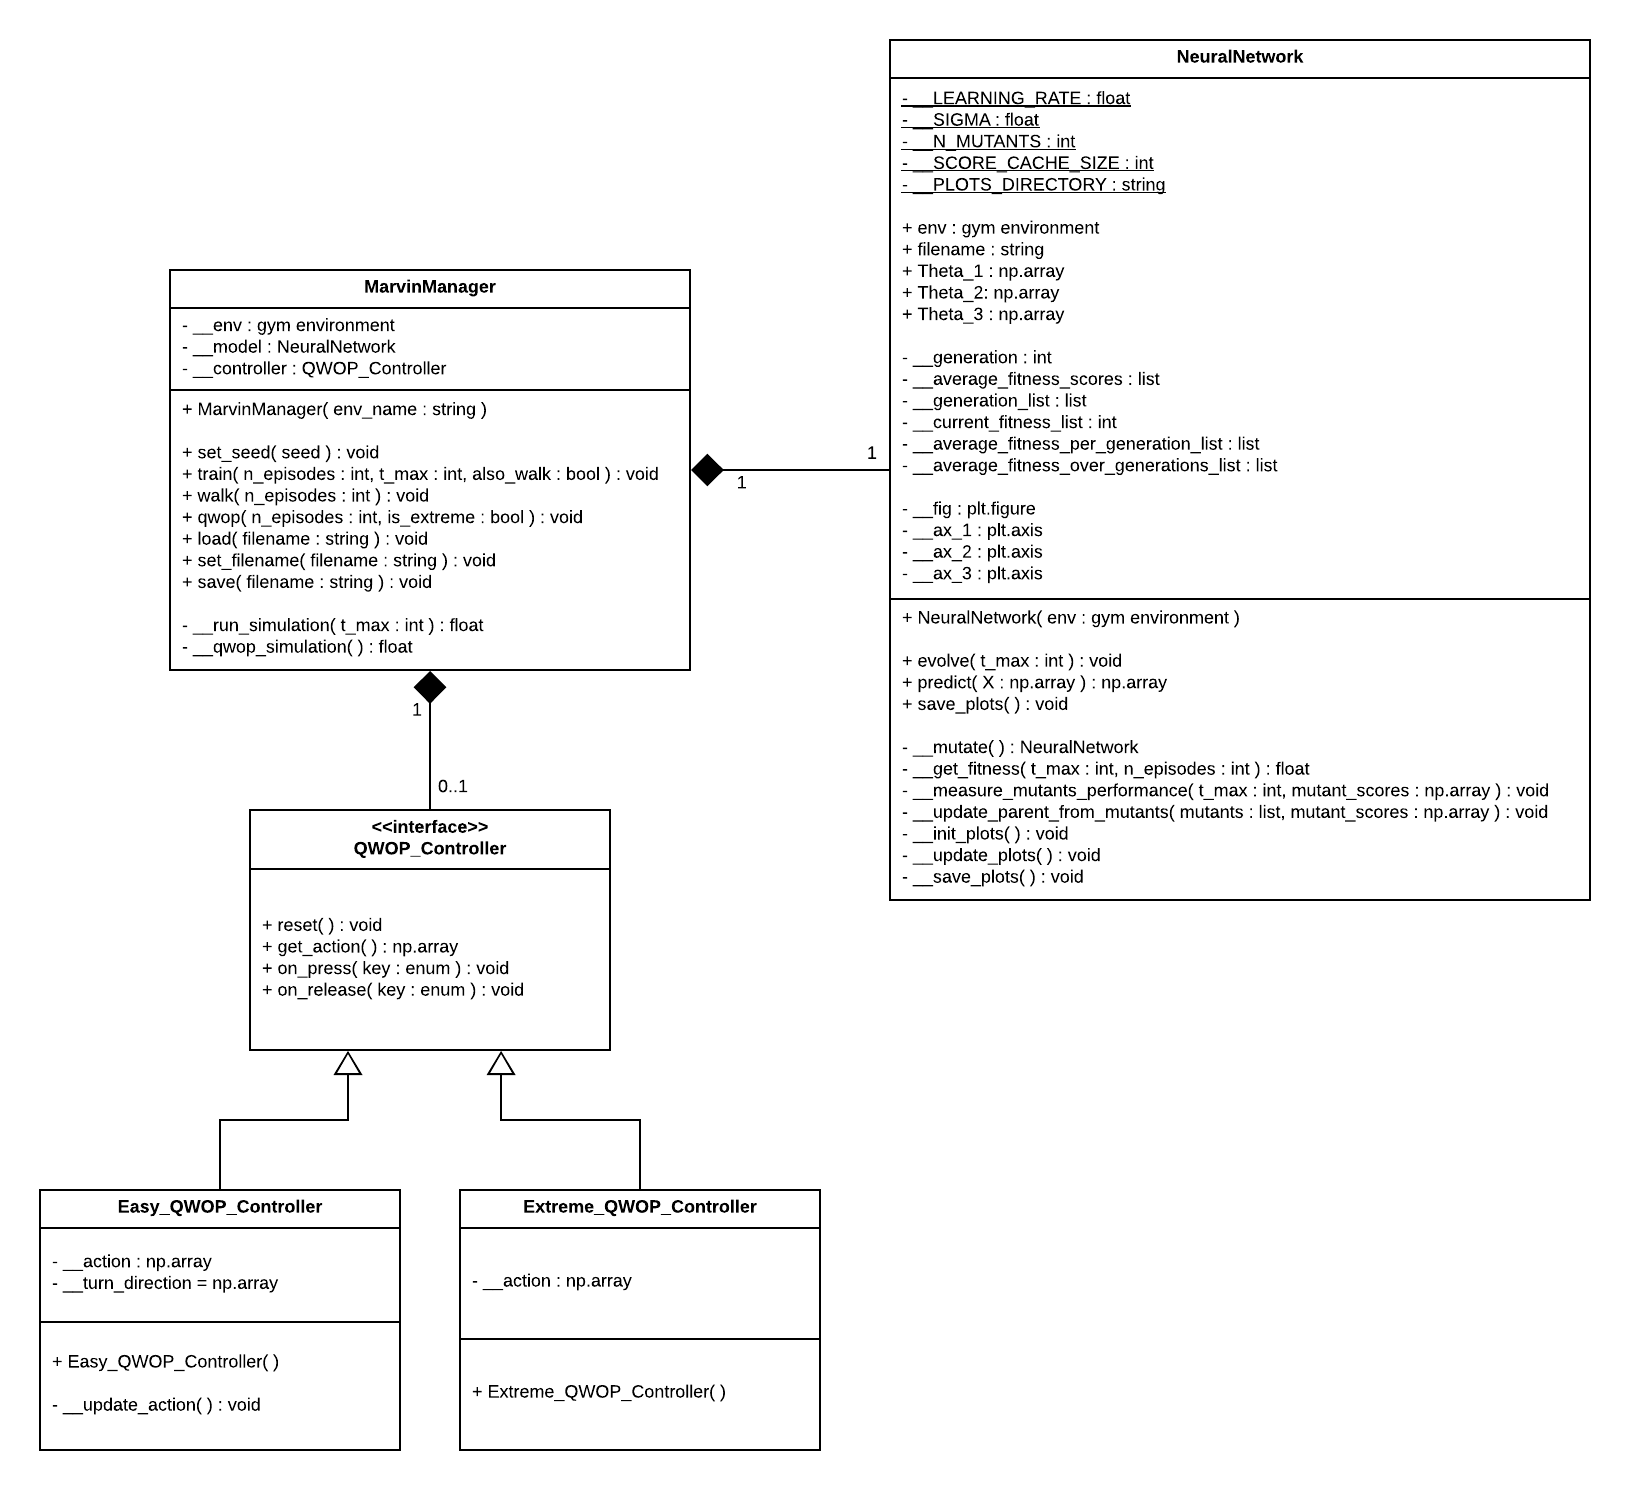 MarvinManager
- __env : gym environment
- __model : NeuralNetwork
- __controller : QWOP_Controller
+ MarvinManager( env_name : string )
+ set_seed( seed ) : void
+ train( n_episodes : int, t_max : int, also_walk : bool ) : void
+ walk( n_episodes : int ) : void
+ qwop( n_episodes : int, is_extreme : bool ) : void
+ load( filename : string ) : void
+ set_filename( filename : string ) : void
+ save( filename : string ) : void
- __run_simulation( t_max : int ) : float
- __qwop_simulation( ) : float
1
1
NeuralNetwork
- __LEARNING_RATE : float
- __SIGMA : float
- __N_MUTANTS : int
- __SCORE_CACHE_SIZE : int
- __PLOTS_DIRECTORY : string
+ env : gym environment
+ filename : string
+ Theta_1 : np.array
+ Theta_2: np.array
+ Theta_3 : np.array
- __generation : int
- __average_fitness_scores : list
- __generation_list : list
- __current_fitness_list : int
- __average_fitness_per_generation_list : list
- __average_fitness_over_generations_list : list
- __fig : plt.figure
- __ax_1 : plt.axis
- __ax_2 : plt.axis
- __ax_3 : plt.axis
+ NeuralNetwork( env : gym environment )
+ evolve( t_max : int ) : void
+ predict( X : np.array ) : np.array
+ save_plots( ) : void
- __mutate( ) : NeuralNetwork
- __get_fitness( t_max : int, n_episodes : int ) : float
- __measure_mutants_performance( t_max : int, mutant_scores : np.array ) : void
- __update_parent_from_mutants( mutants : list, mutant_scores : np.array ) : void
- __init_plots( ) : void
- __update_plots( ) : void
- __save_plots( ) : void
1
0..1
<<interface>>
QWOP_Controller
+ reset( ) : void
+ get_action( ) : np.array
+ on_press( key : enum ) : void
+ on_release( key : enum ) : void
Easy_QWOP_Controller
- __action : np.array
- __turn_direction = np.array
+ Easy_QWOP_Controller( )
- __update_action( ) : void
Extreme_QWOP_Controller
- __action : np.array
+ Extreme_QWOP_Controller( )